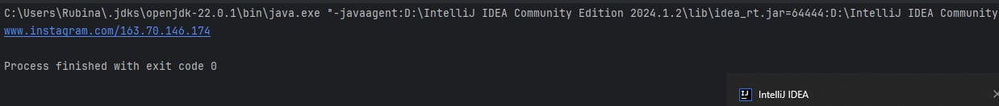 C:\Users\Rubina\.jdks\openjdk-22.0.1\bin\java.exe "-javaagent:D:\IntelliJ IDEA Community Edition 2024.1.2\lib\idea_rt.jar=64444:D:\IntelliJ IDEA Community
www.instagram.com/163.70.146.174
Process finished with exit code 0
IntelliJ IDEA